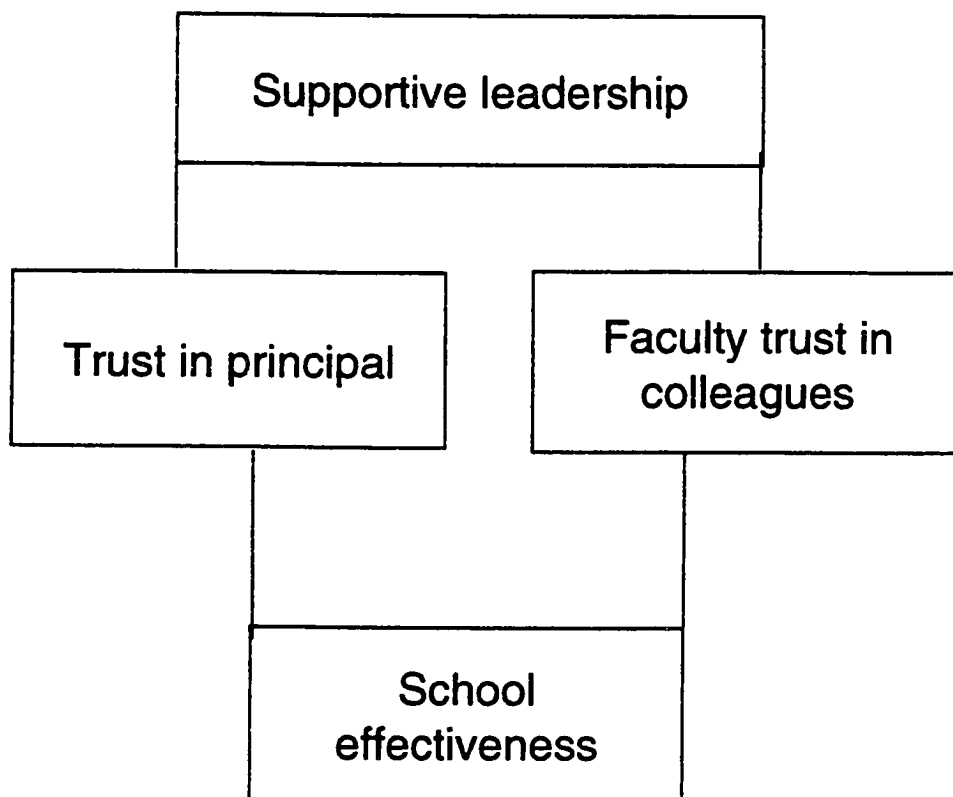 Supportive leadership
Trust in principal
Faculty trust in
colleagues
School
effectiveness